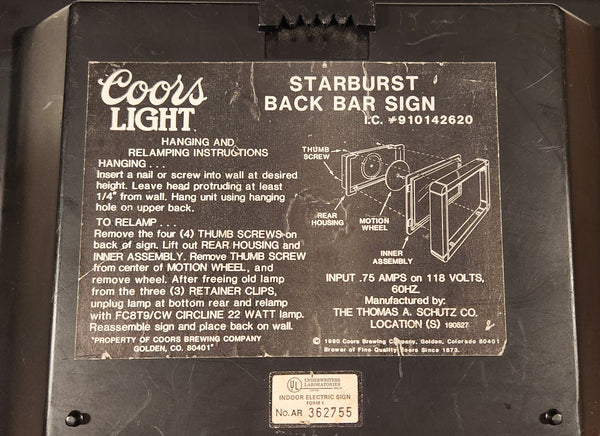 Coors
LIGHT
STARBURST
BACK BAR SIGN
I.C. #910142620
HANGING AND
RELAMPING INSTRUCTIONS
HANGING . . .
Insert a nail or screw into wall at desired
height. Leave head protruding at least
1/4" from wall. Hang unit using hanging
hole on upper back.
TO RELAMP . . .
Remove the four (4) THUMB SCREWS on
back of sign. Lift out REAR HOUSING and
INNER ASSEMBLY. Remove THUMB SCREW
from center of MOTION WHEEL, and
remove wheel. After freeing old lamp
from the three (3) RETAINER CLIPS,
unplug lamp at bottom rear and relamp
with FC8T9/CW CIRCLINE 22 WATT lamp.
Reassemble sign and place back on wall.
"PROPERTY OF COORS BREWING COMPANY
GOLDEN, CO. 80401"
THUMB
SCREW
REAR
HOUSING
MOTION
WHEEL
INNER
ASSEMBLY
INPUT .75 AMPS on 118 VOLTS,
60HZ.
Manufactured by:
THE THOMAS A. SCHUTZ CO.
LOCATION (S) 190527
© 1990 Coors Brewing Company, Golden, Colorado 80401
Brewer of Fine Quality Beers Since 1873.
UL
UNDERWRITERS
LABORATORIES
INDOOR ELECTRIC SIGN
FORM 1
No. AR 362755